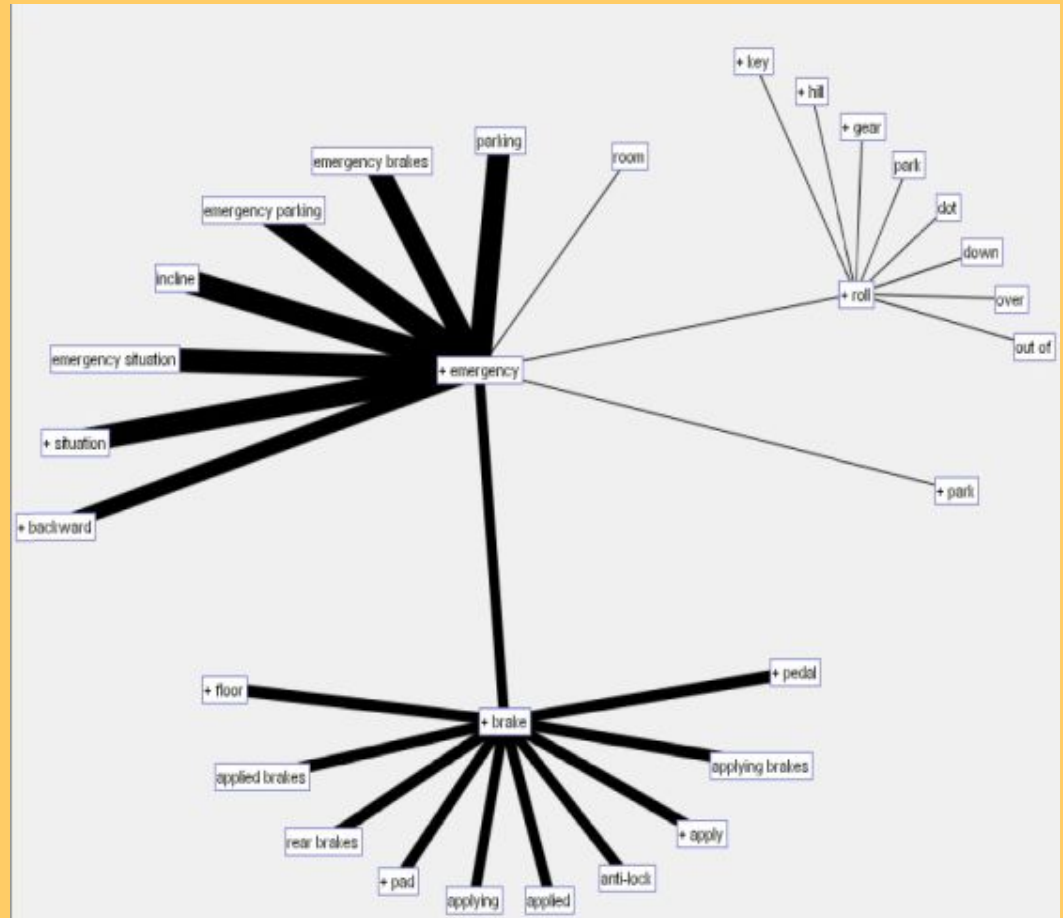 + key
+ hill
+ gear
parking
room
emergency brakes
park
emergency parking
dot
down
incline
+ roll
over
out of
emergency situation
+ emergency
+ situation
+ park
+ backward
+ pedal
+ floor
+ brake
applied brakes
applying brakes
rear brakes
+ apply
+ pad
anti-lock
applying
applied